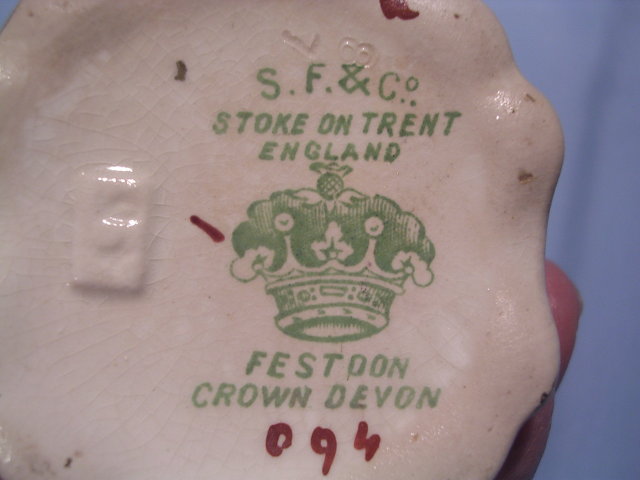 S. F. & Co.
STOKE ON TRENT
ENGLAND
FESTOON
CROWN DEVON
094